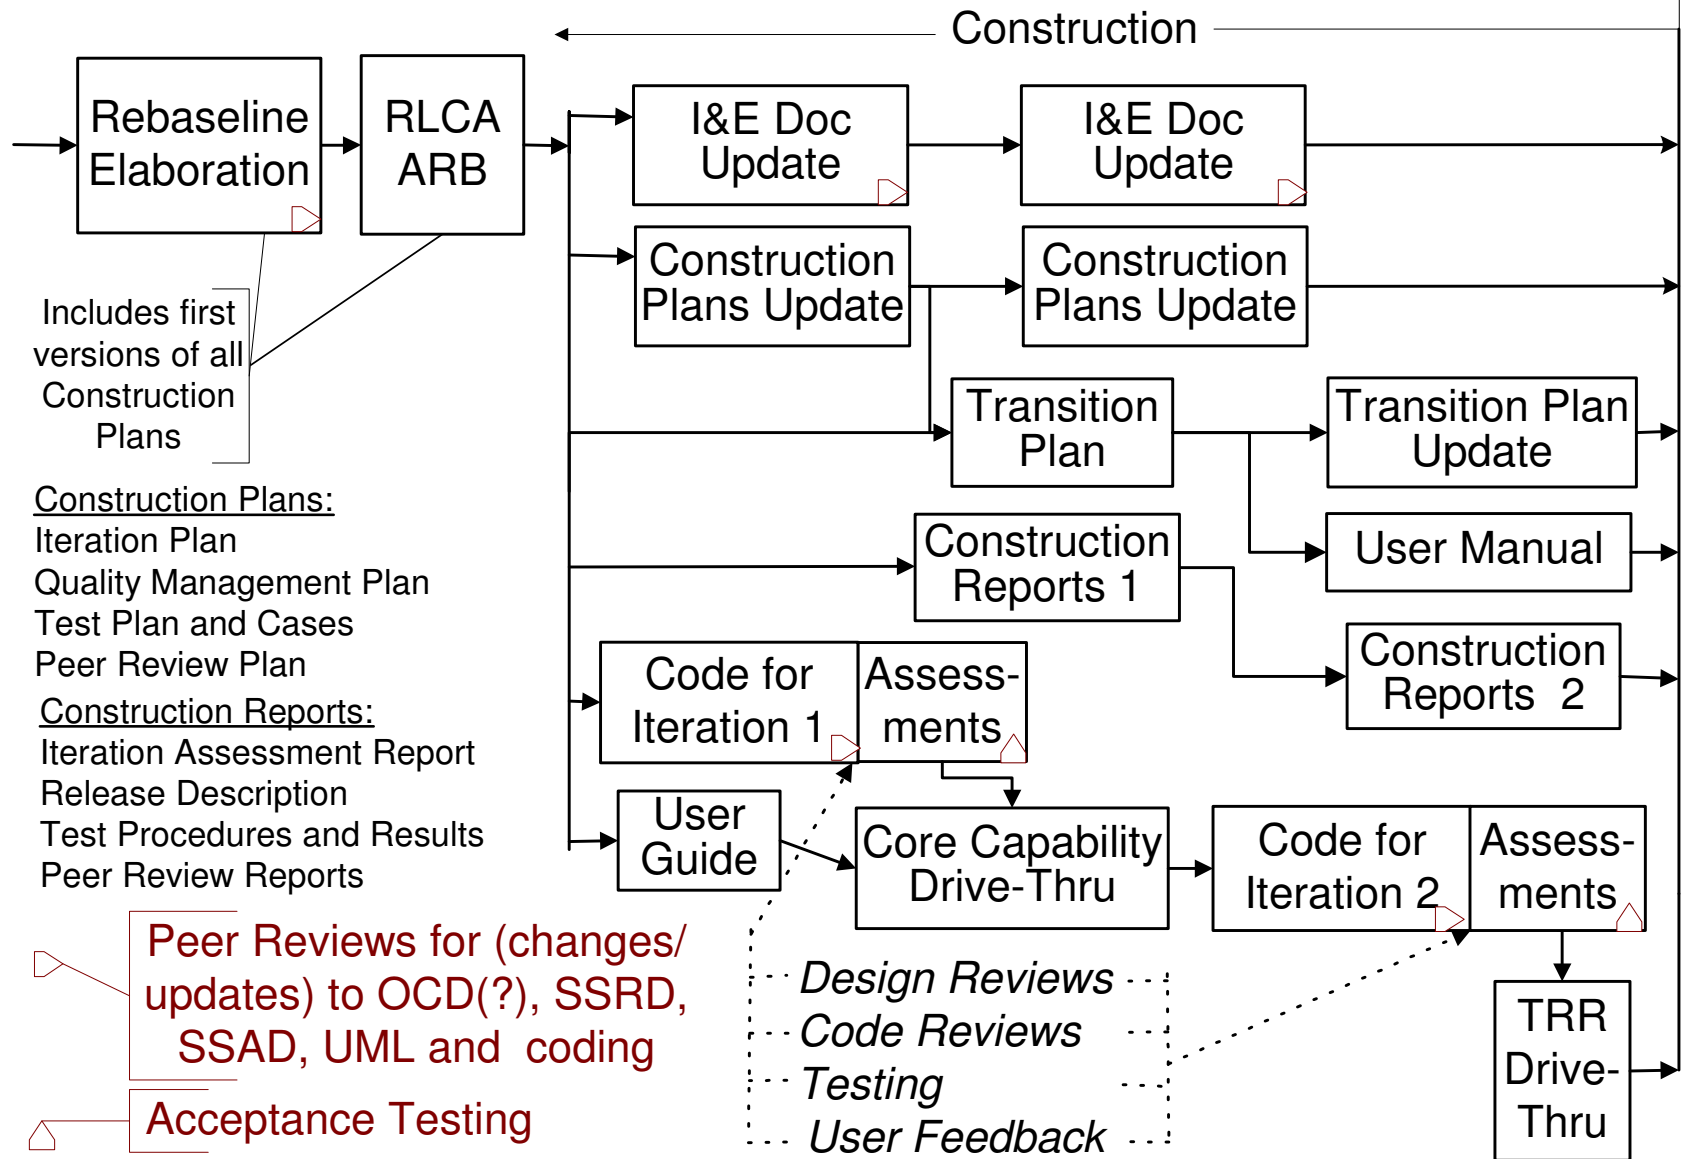 Construction
Rebaseline
Elaboration
RLCA
ARB
I&E Doc
Update
I&E Doc
Update
Construction
Plans Update
Construction
Plans Update
Includes first
versions of all
Construction
Plans
Transition
Plan
Transition Plan
Update
Construction Plans:
Iteration Plan
Quality Management Plan
Test Plan and Cases
Peer Review Plan
Construction
Reports 1
User Manual
Construction
Reports 2
Code for
Iteration 1
Assess-
ments
Construction Reports:
Iteration Assessment Report
Release Description
Test Procedures and Results
Peer Review Reports
User
Guide
Core Capability
Drive-Thru
Code for
Iteration 2
Assess-
ments
Peer Reviews for (changes/
updates) to OCD(?), SSRD,
SSAD, UML and coding
Acceptance Testing
Design Reviews
Code Reviews
Testing
User Feedback
TRR
Drive-
Thru